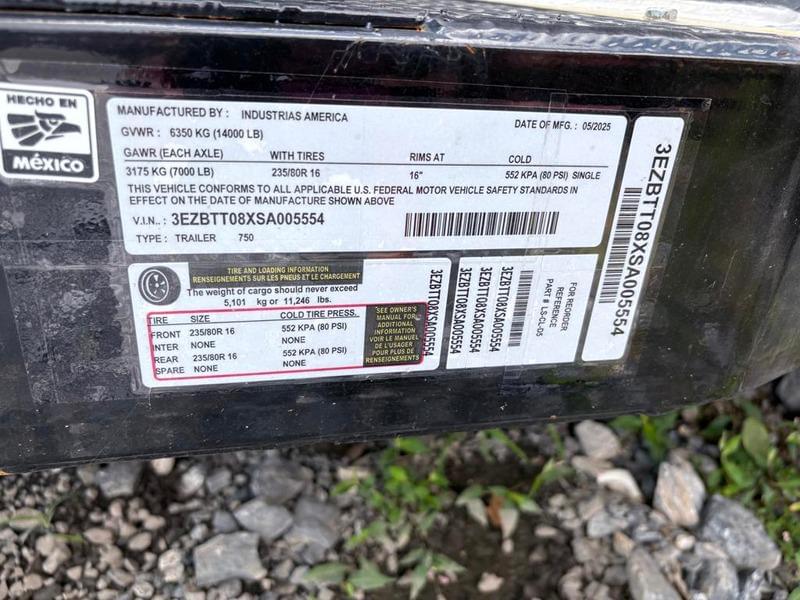 HECHO EN
MÉXICO
MANUFACTURED BY : INDUSTRIAS AMERICA
GVWR : 6350 KG (14000 LB)
DATE OF MFG. : 05/2025
GAWR (EACH AXLE) WITH TIRES RIMS AT COLD
3175 KG (7000 LB) 235/80R 16 16" 552 KPA (80 PSI) SINGLE
THIS VEHICLE CONFORMS TO ALL APPLICABLE U.S. FEDERAL MOTOR VEHICLE SAFETY STANDARDS IN
EFFECT ON THE DATE OF MANUFACTURE SHOWN ABOVE
V.I.N.: 3EZBTT08XSA005554
TYPE : TRAILER 750
3EZBTT08XSA005554
TIRE AND LOADING INFORMATION
RENSEIGNEMENTS SUR LES PNEUS ET LE CHARGEMENT
The weight of cargo should never exceed
5,101 kg or 11,246 lbs.
TIRE SIZE COLD TIRE PRESS.
FRONT 235/80R 16 552 KPA (80 PSI)
INTER NONE NONE
REAR 235/80R 16 552 KPA (80 PSI)
SPARE NONE NONE
SEE OWNER'S
MANUAL FOR
ADDITIONAL
INFORMATION
VOIR LE MANUEL
DE L'USAGER
POUR PLUS DE
RENSEIGNEMENTS
3EZBTT08XSA005554
3EZBTT08XSA005554
3EZBTT08XSA005554
3EZBTT08XSA005554
FOR REORDER
REFERENCE
PART # LS-CLGD5